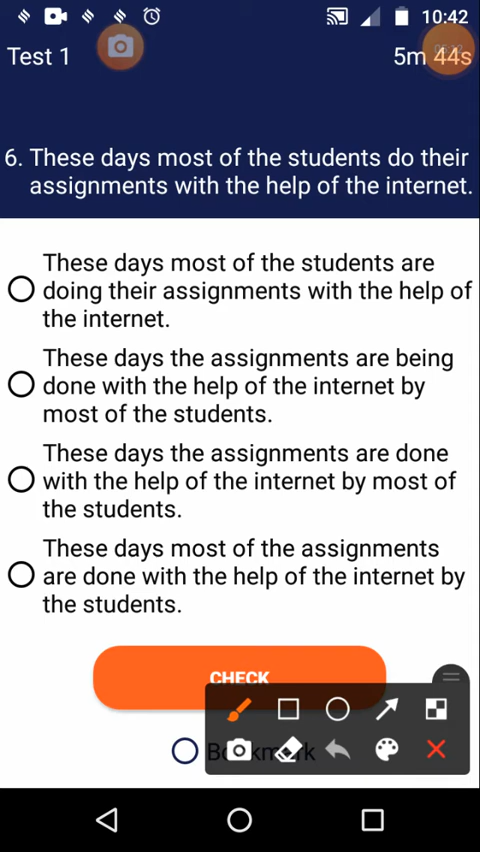 10:42
Test 1
5m 44s
6. These days most of the students do their
assignments with the help of the internet.
These days most of the students are
doing their assignments with the help of
the internet.
These days the assignments are being
done with the help of the internet by
most of the students.
These days the assignments are done
with the help of the internet by most of
the students.
These days most of the assignments
are done with the help of the internet by
the students.
CHECK